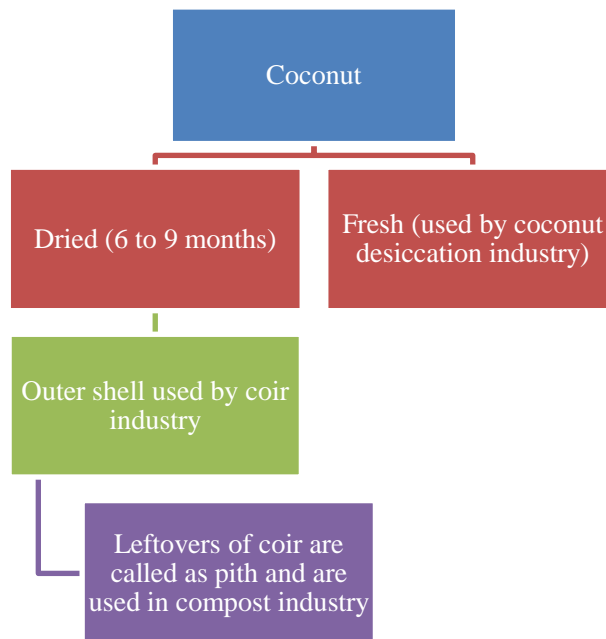 Coconut
Dried (6 to 9 months)
Fresh (used by coconut
desiccation industry)
Outer shell used by coir
industry
Leftovers of coir are
called as pith and are
used in compost industry